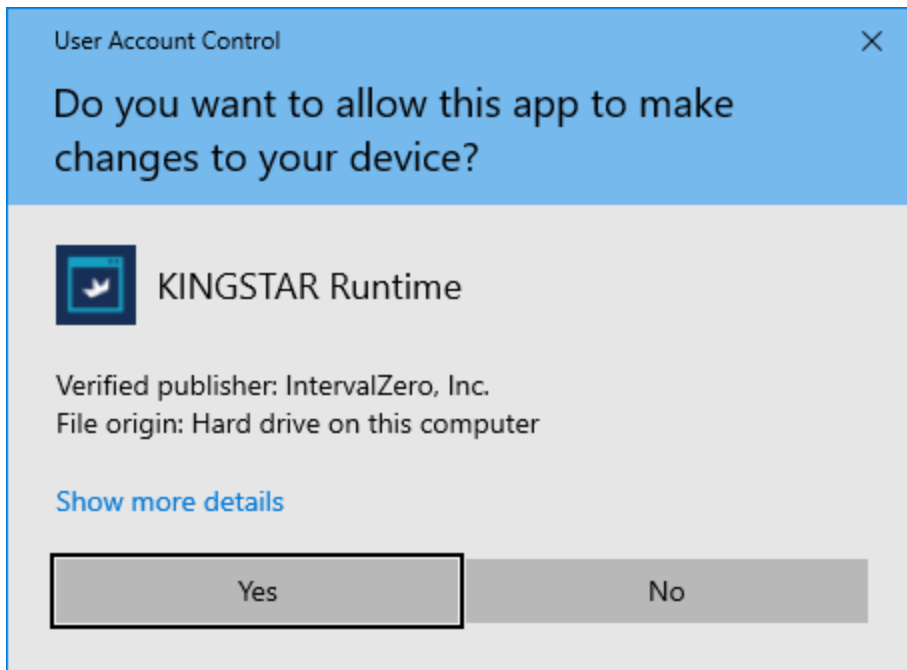 User Account Control
Do you want to allow this app to make
changes to your device?
KINGSTAR Runtime
Verified publisher: IntervalZero, Inc.
File origin: Hard drive on this computer
Show more details
Yes
No